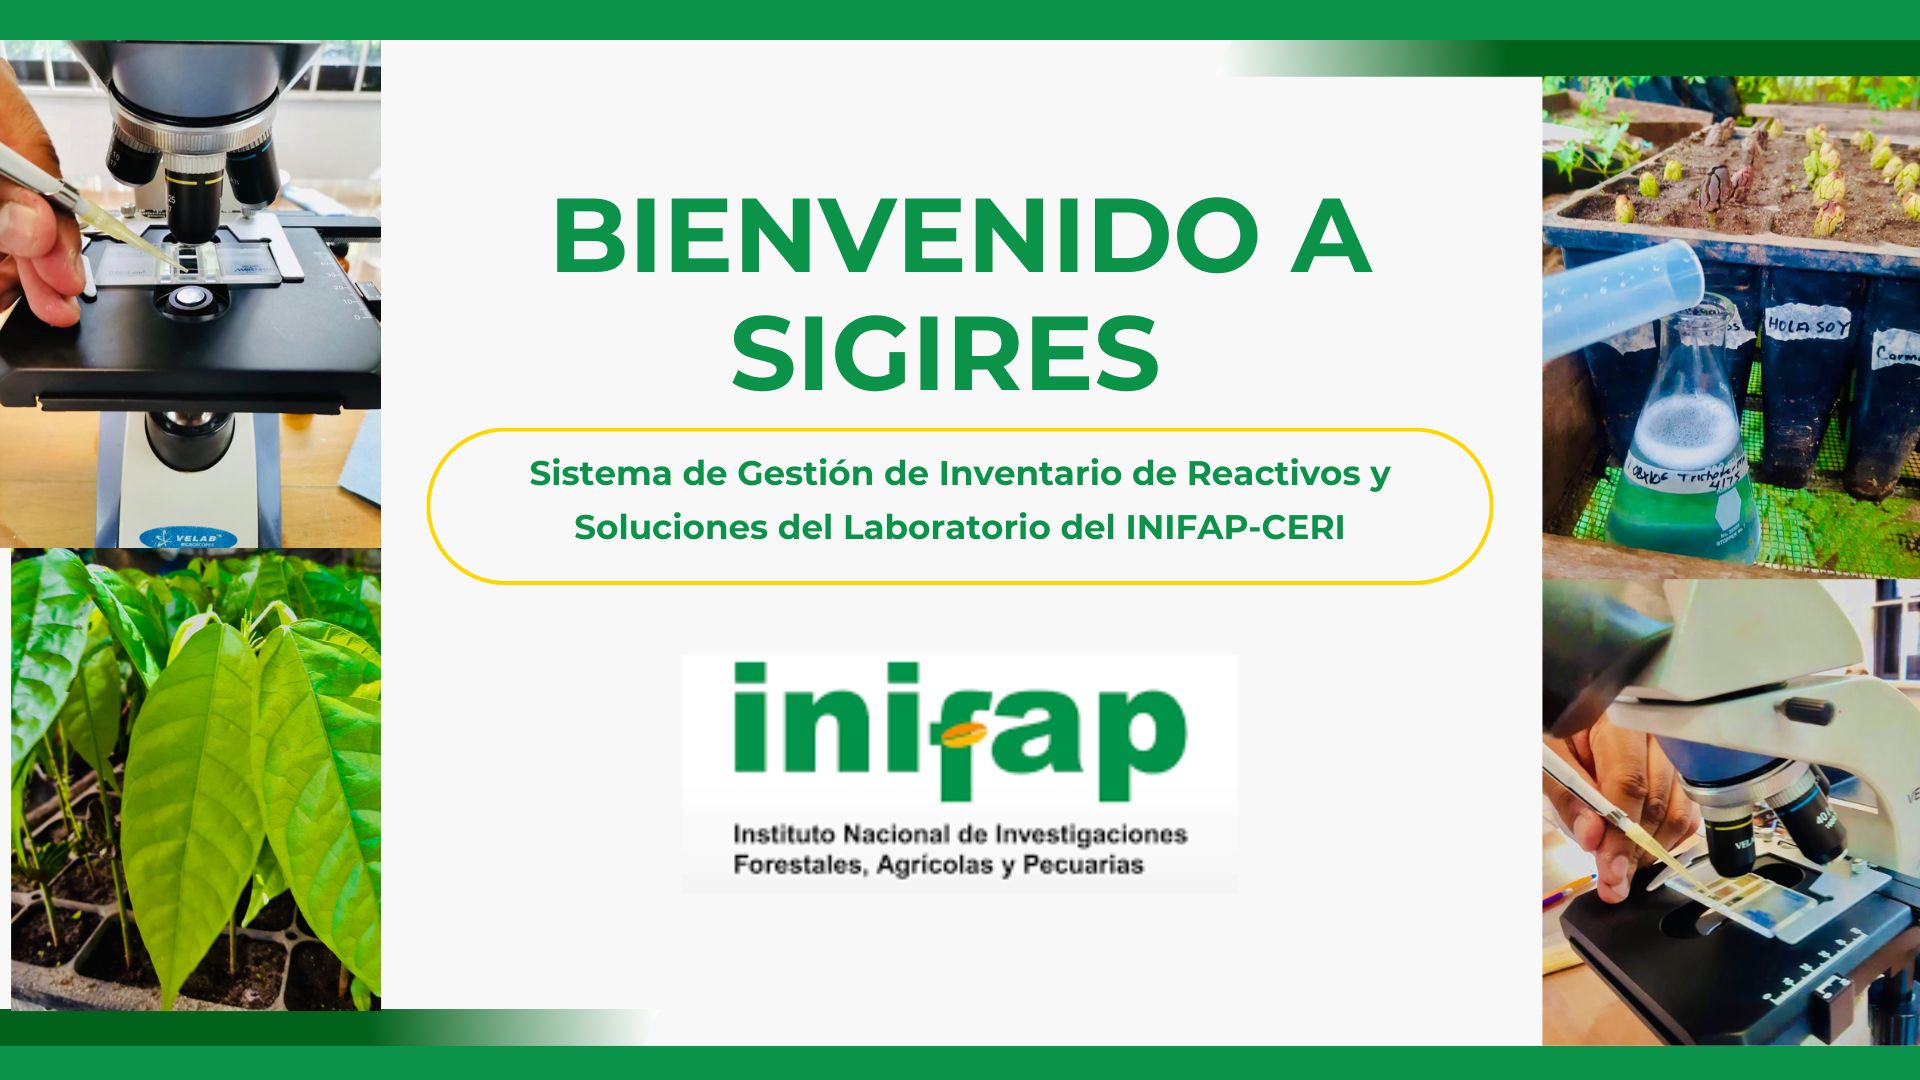 BIENVENIDO A
SIGIRES
Sistema de Gestión de Inventario de Reactivos y
Soluciones del Laboratorio del INIFAP-CERI
inifap
Instituto Nacional de Investigaciones
Forestales, Agrícolas y Pecuarias
VELAB
MICROSCOPES
HOLA SOY